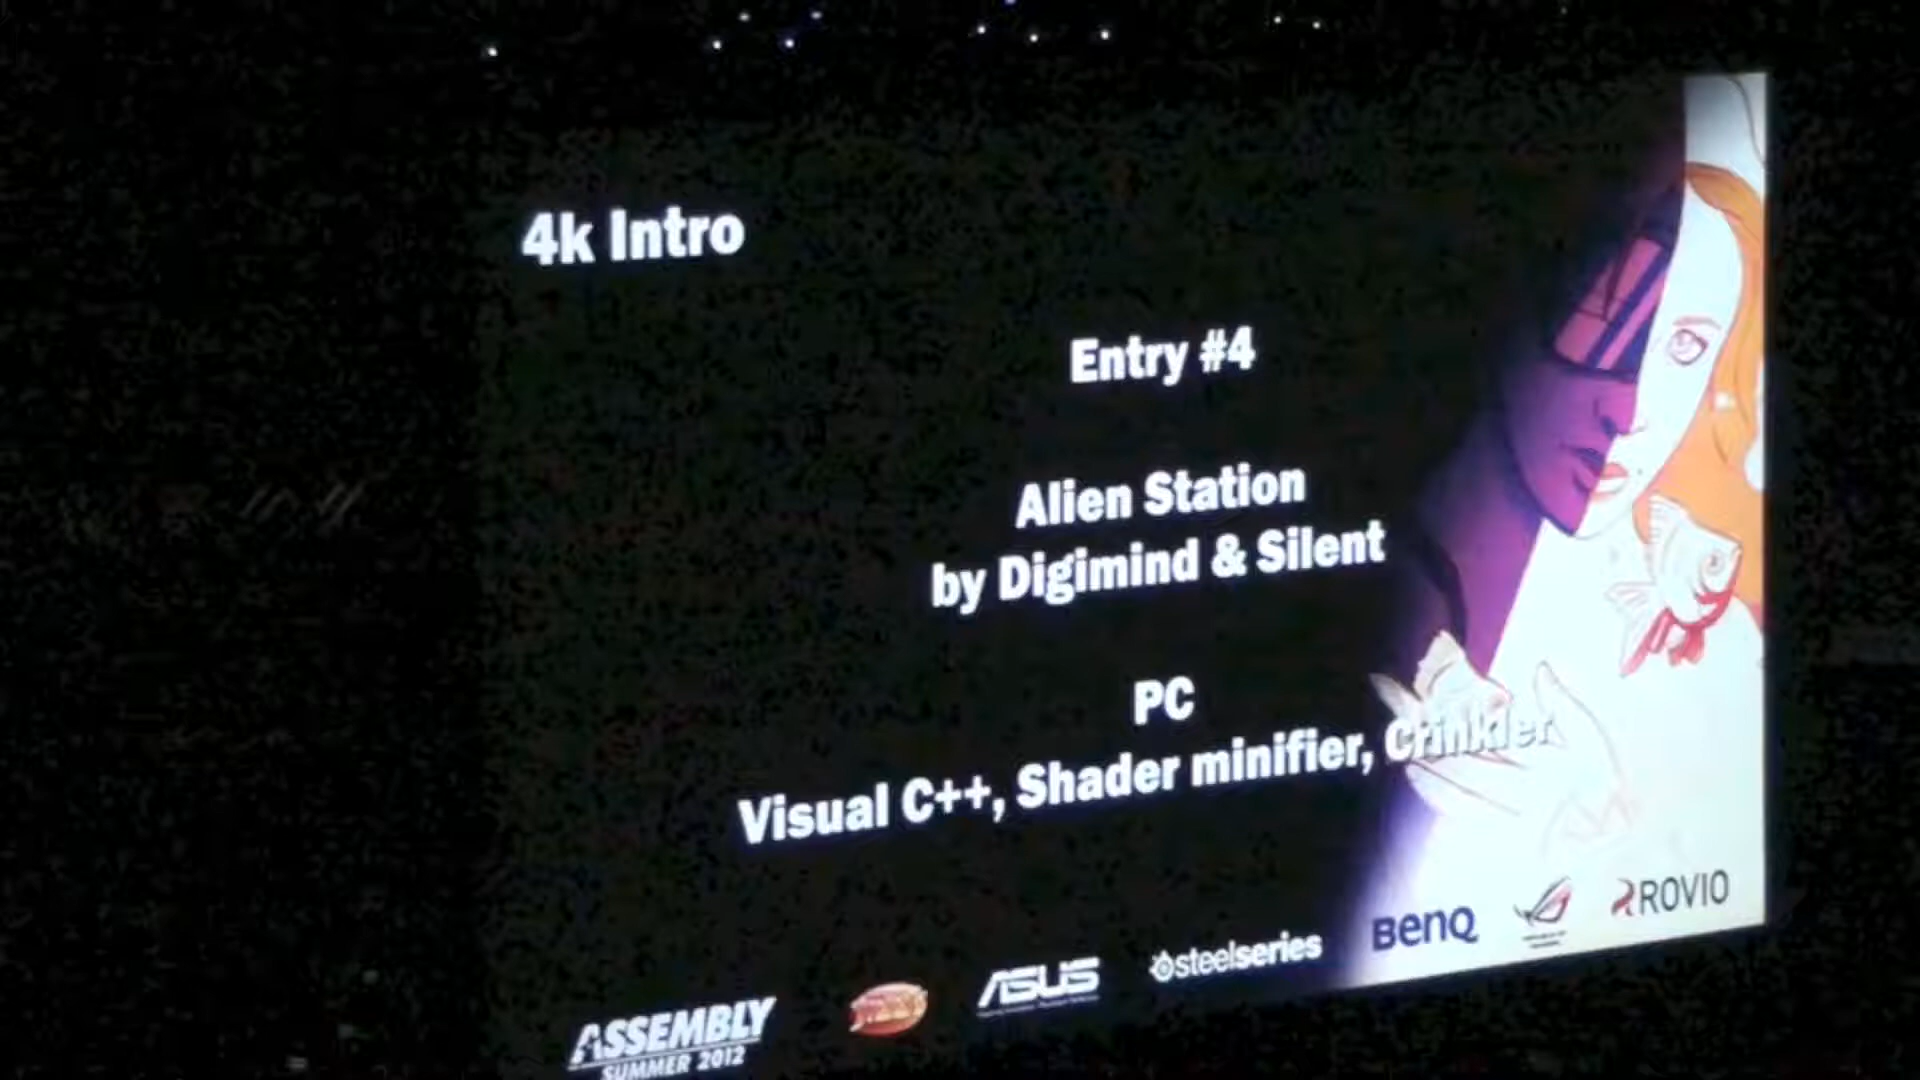 4k Intro
Entry #4
Alien Station
by Digimind & Silent
PC
Visual C++, Shader minifier, Crinkler
ASSEMBLY
SUMMER 2012
ASUS
steelseries
BenQ
ROVIO